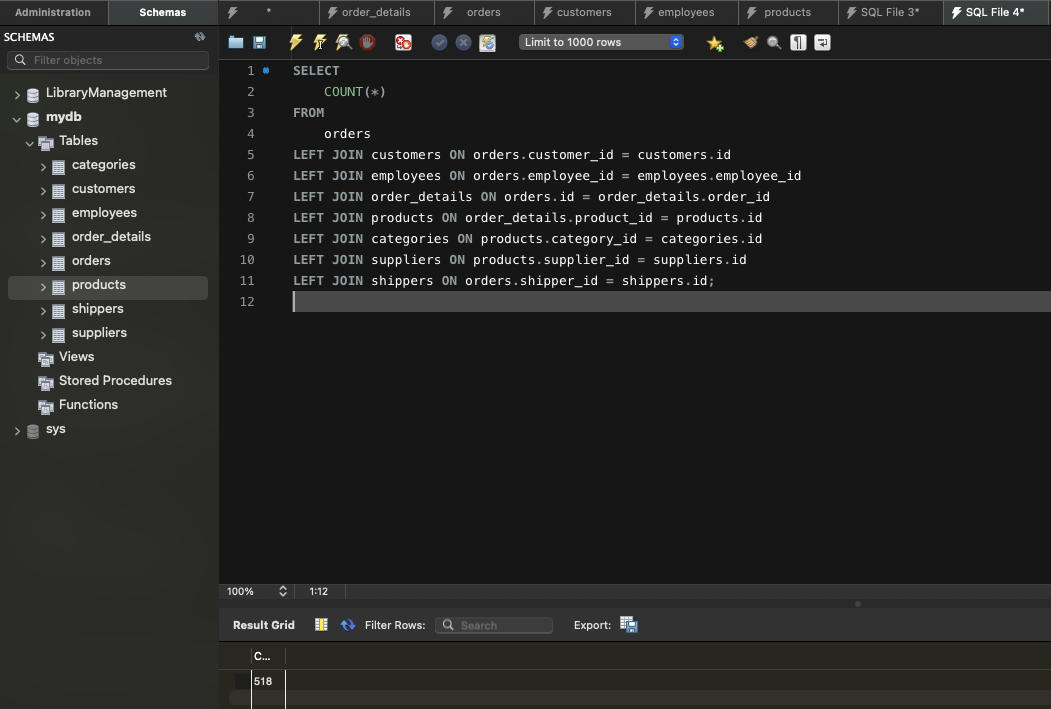 Administration
Schemas
*
order_details
orders
customers
employees
products
SQL File 3*
SQL File 4*
SCHEMAS
Filter objects
LibraryManagement
mydb
Tables
categories
customers
employees
order_details
orders
products
shippers
suppliers
Views
Stored Procedures
Functions
sys
Limit to 1000 rows
1 SELECT
2 COUNT(*)
3 FROM
4 orders
5 LEFT JOIN customers ON orders.customer_id = customers.id
6 LEFT JOIN employees ON orders.employee_id = employees.employee_id
7 LEFT JOIN order_details ON orders.id = order_details.order_id
8 LEFT JOIN products ON order_details.product_id = products.id
9 LEFT JOIN categories ON products.category_id = categories.id
10 LEFT JOIN suppliers ON products.supplier_id = suppliers.id
11 LEFT JOIN shippers ON orders.shipper_id = shippers.id;
12
100% 1:12
Result Grid Filter Rows: Search Export:
C...
518